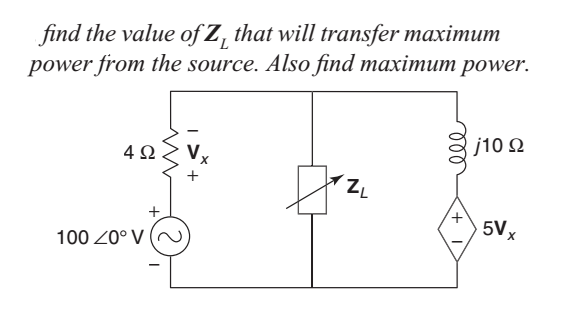 find the value of Z_L that will transfer maximum
power from the source. Also find maximum power.
−
4 Ω
V_x
+
j10 Ω
Z_L
+
100 ∠0° V
−
+
−
5V_x